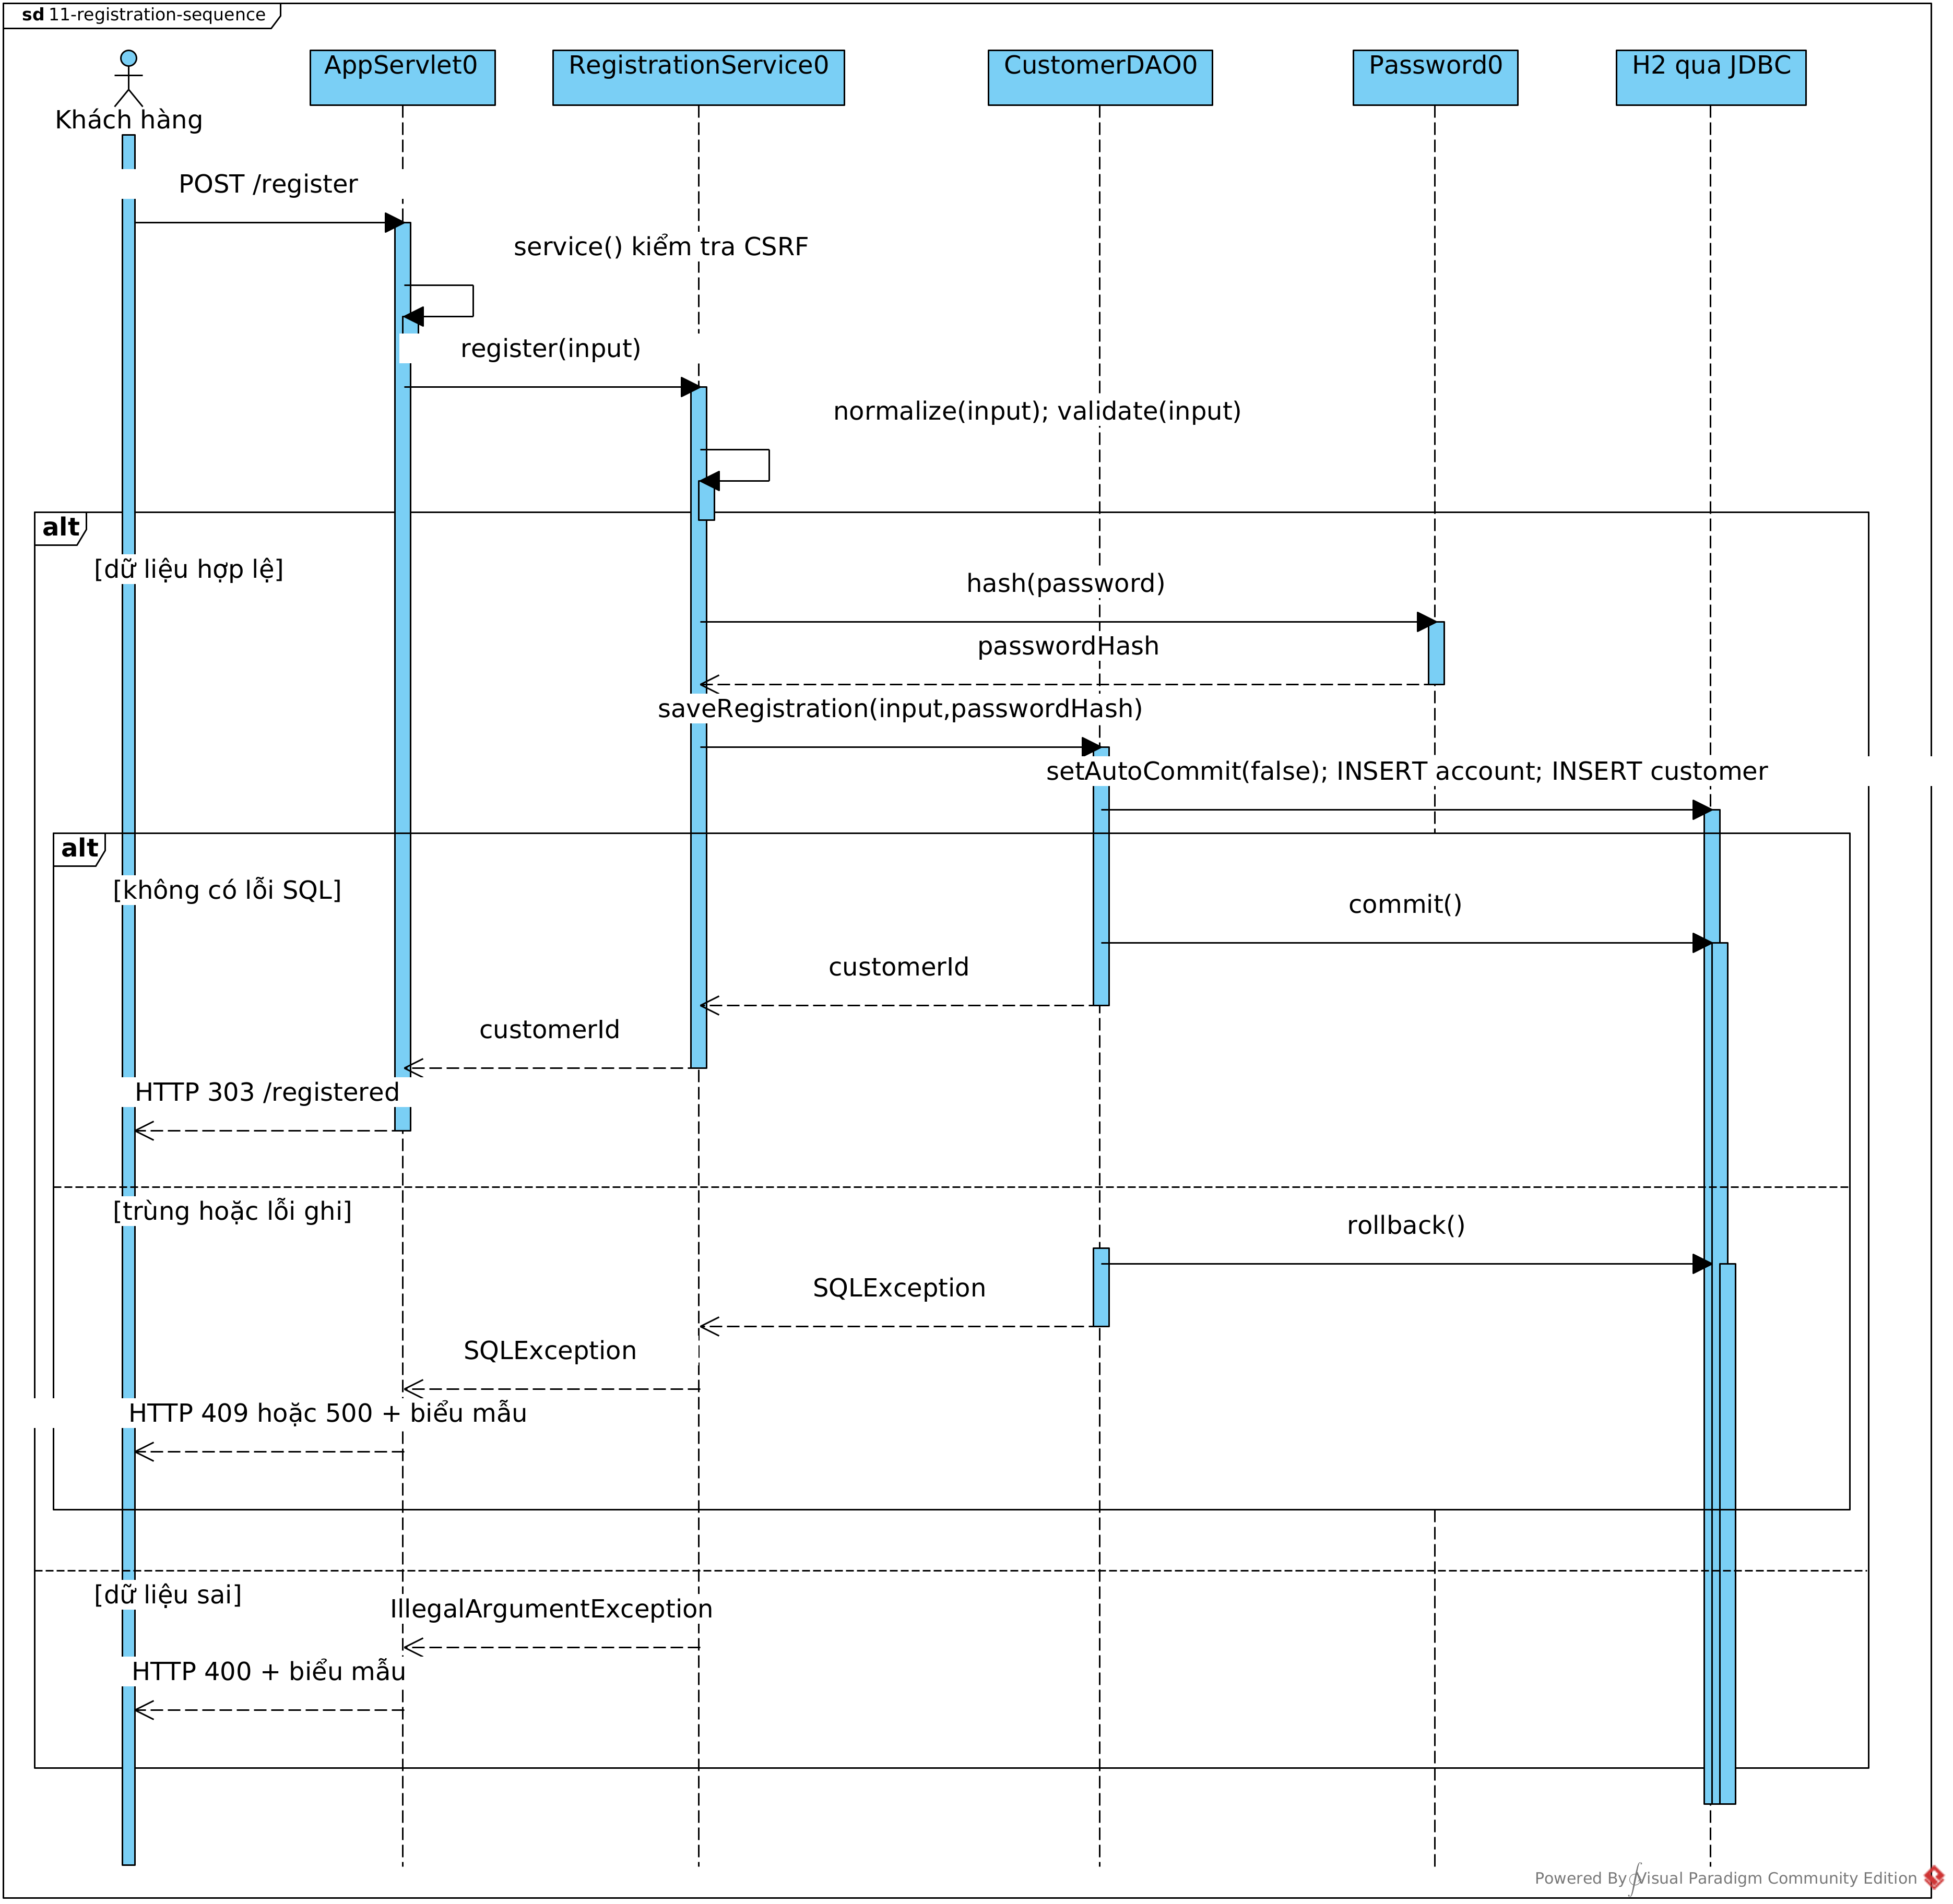 sd 11-registration-sequence
AppServlet0
RegistrationService0
CustomerDAO0
Password0
H2 qua JDBC
Khách hàng
POST /register
service() kiểm tra CSRF
register(input)
normalize(input); validate(input)
alt
[dữ liệu hợp lệ]
hash(password)
passwordHash
saveRegistration(input,passwordHash)
setAutoCommit(false); INSERT account; INSERT customer
alt
[không có lỗi SQL]
commit()
customerId
customerId
HTTP 303 /registered
[trùng hoặc lỗi ghi]
rollback()
SQLException
SQLException
HTTP 409 hoặc 500 + biểu mẫu
[dữ liệu sai]
IllegalArgumentException
HTTP 400 + biểu mẫu
Powered By Visual Paradigm Community Edition